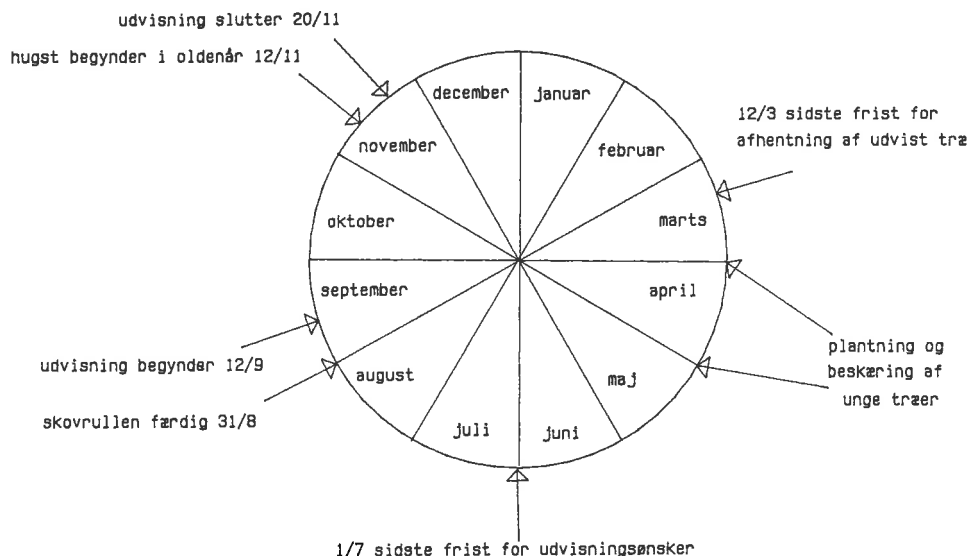 udvisning slutter 20/11
hugst begynder i oldenår 12/11
december
januar
12/3 sidste frist for
afhentning af udvist træ
november
februar
oktober
marts
september
april
udvisning begynder 12/9
plantning og
beskæring af
unge træer
august
maj
skovrullen færdig 31/8
juli
juni
1/7 sidste frist for udvisningsønsker